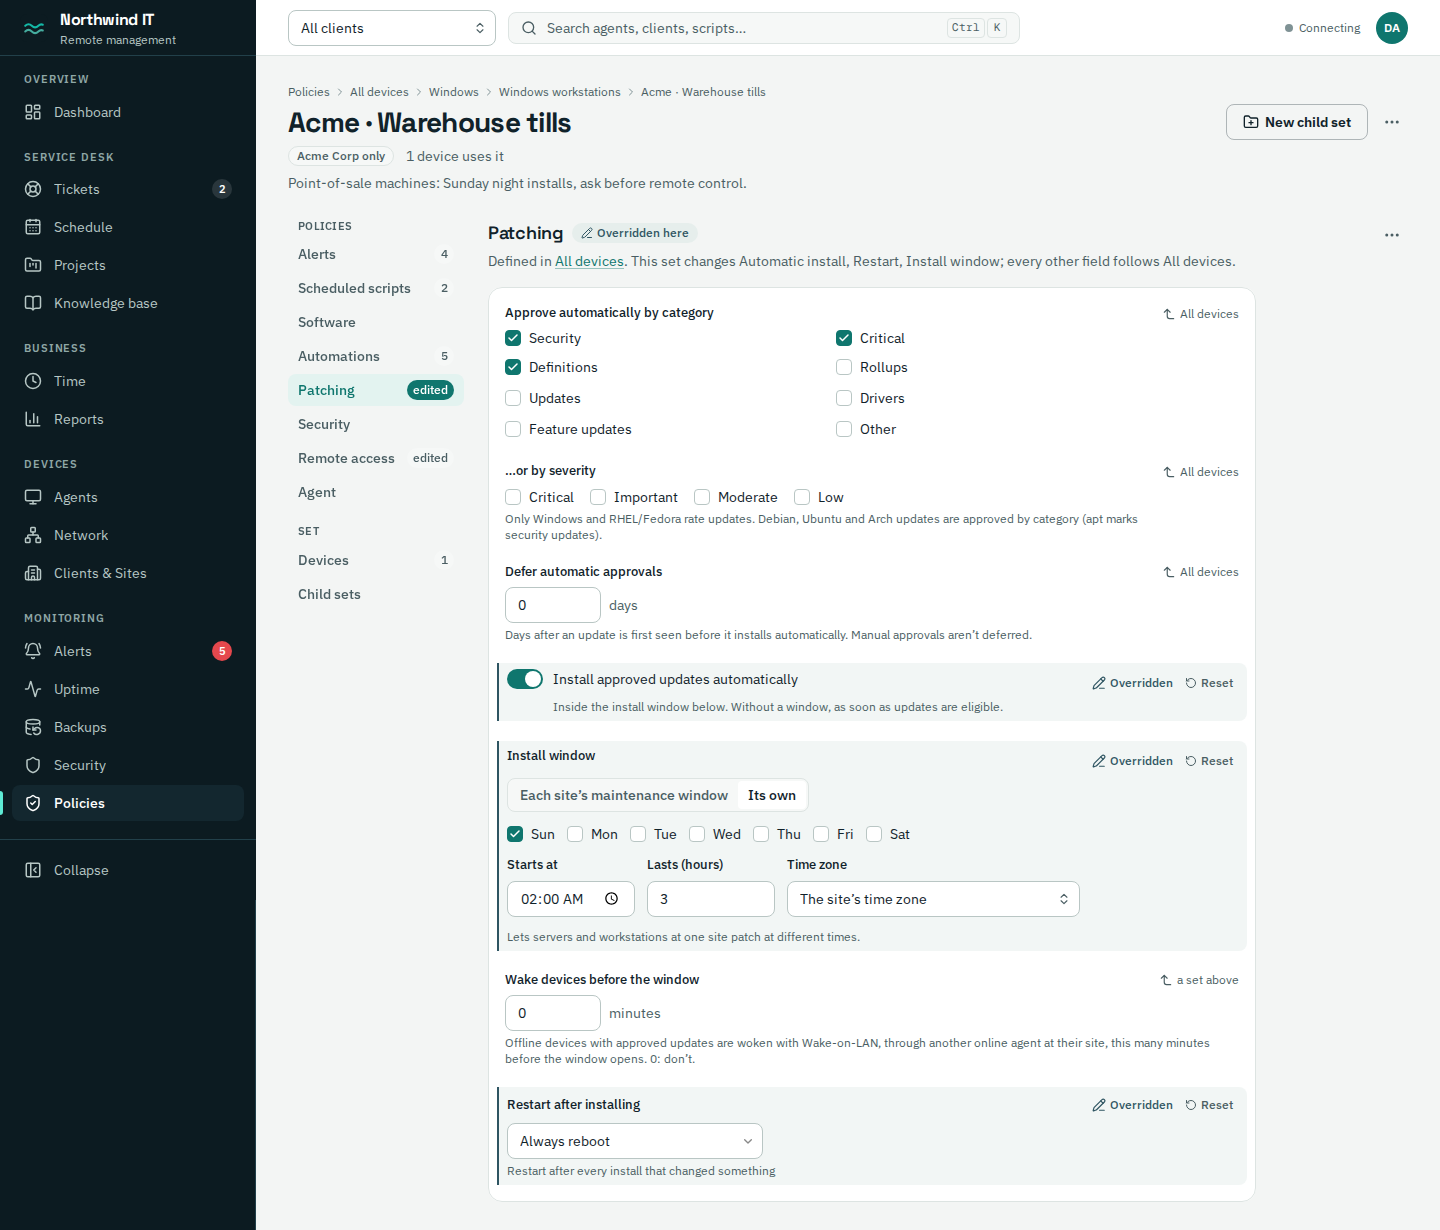 Northwind IT
Remote management
All clients
Search agents, clients, scripts...
Ctrl K
Connecting
DA
OVERVIEW
Dashboard
SERVICE DESK
Tickets 2
Schedule
Projects
Knowledge base
BUSINESS
Time
Reports
DEVICES
Agents
Network
Clients & Sites
MONITORING
Alerts 5
Uptime
Backups
Security
Policies
Collapse
Policies > All devices > Windows > Windows workstations > Acme · Warehouse tills
Acme · Warehouse tills
New child set
Acme Corp only 1 device uses it
Point-of-sale machines: Sunday night installs, ask before remote control.
POLICIES
Alerts 4
Scheduled scripts 2
Software
Automations 5
Patching edited
Security
Remote access edited
Agent
SET
Devices 1
Child sets
Patching Overridden here
Defined in All devices. This set changes Automatic install, Restart, Install window; every other field follows All devices.
Approve automatically by category All devices
Security Critical
Definitions Rollups
Updates Drivers
Feature updates Other
...or by severity All devices
Critical Important Moderate Low
Only Windows and RHEL/Fedora rate updates. Debian, Ubuntu and Arch updates are approved by category (apt marks
security updates).
Defer automatic approvals All devices
0 days
Days after an update is first seen before it installs automatically. Manual approvals aren't deferred.
Install approved updates automatically Overridden Reset
Inside the install window below. Without a window, as soon as updates are eligible.
Install window Overridden Reset
Each site's maintenance window Its own
Sun Mon Tue Wed Thu Fri Sat
Starts at Lasts (hours) Time zone
02:00 AM 3 The site's time zone
Lets servers and workstations at one site patch at different times.
Wake devices before the window a set above
0 minutes
Offline devices with approved updates are woken with Wake-on-LAN, through another online agent at their site, this many minutes
before the window opens. 0: don't.
Restart after installing Overridden Reset
Always reboot
Restart after every install that changed something